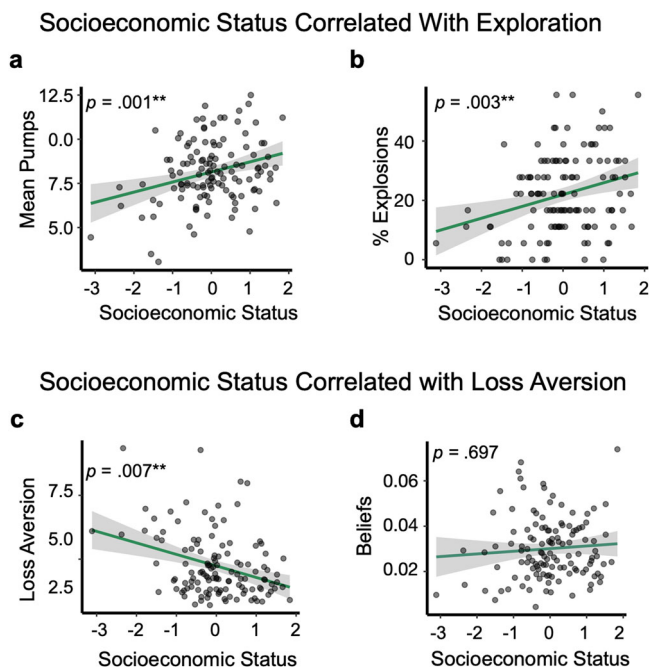 Socioeconomic Status Correlated With Exploration
a
b
p = .001**
p = .003**
Mean Pumps
12.5
0.0
7.5
5.0
% Explosions
40
20
0
-3 -2 -1 0 1 2
-3 -2 -1 0 1 2
Socioeconomic Status
Socioeconomic Status
Socioeconomic Status Correlated with Loss Aversion
c
d
p = .007**
p = .697
Loss Aversion
7.5
5.0
2.5
Beliefs
0.06
0.04
0.02
-3 -2 -1 0 1 2
-3 -2 -1 0 1 2
Socioeconomic Status
Socioeconomic Status